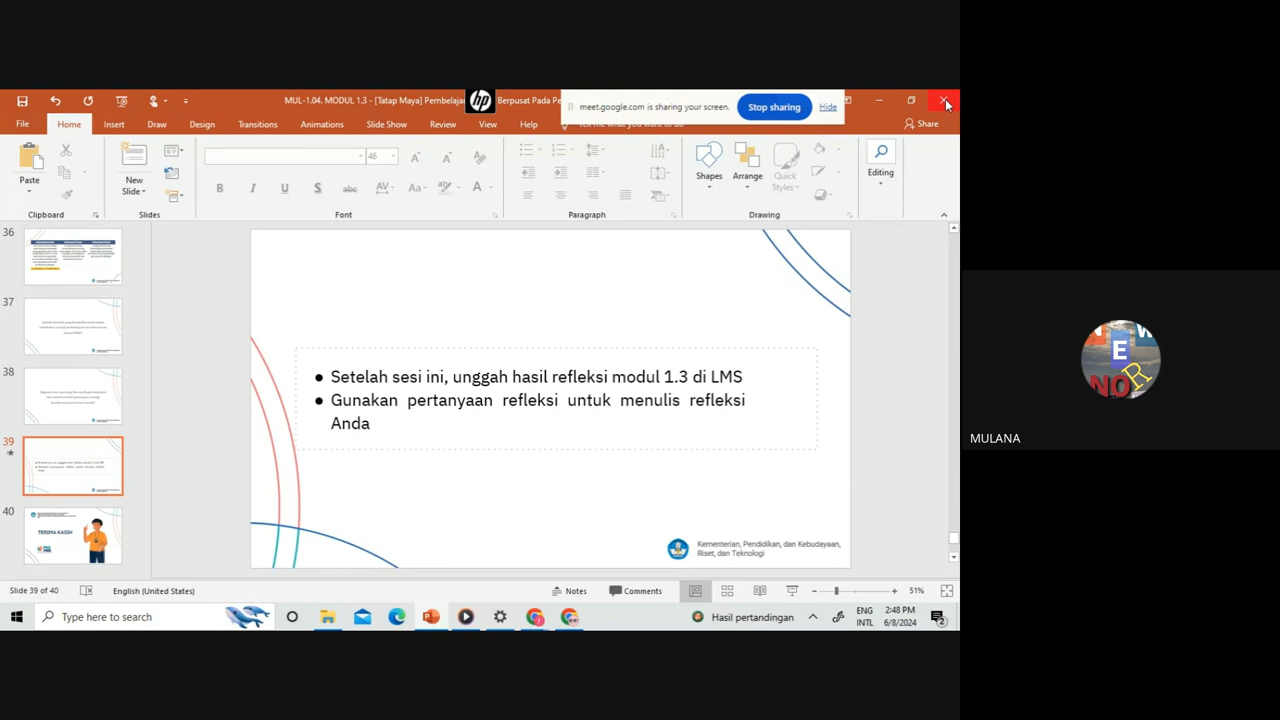 MUL-1.04. MODUL 1.3 - [Tatap Maya] Pembelaja
hp
Berpusat Pada Pe
meet.google.com is sharing your screen.
Stop sharing
Hide
File
Home
Insert
Draw
Design
Transitions
Animations
Slide Show
Review
View
Help
Share
Paste
New
Slide
46
Shapes
Arrange
Quick
Styles
Editing
Clipboard
Slides
Font
Paragraph
Drawing
36
37
38
39
40
TERIMA KASIH
● Setelah sesi ini, unggah hasil refleksi modul 1.3 di LMS
● Gunakan pertanyaan refleksi untuk menulis refleksi
Anda
Kementerian, Pendidikan, dan Kebudayaan,
Riset, dan Teknologi
Slide 39 of 40
English (United States)
Notes
Comments
51%
Type here to search
Hasil pertandingan
ENG
INTL
2:48 PM
6/8/2024
2
NEW
E
NOR
MULANA